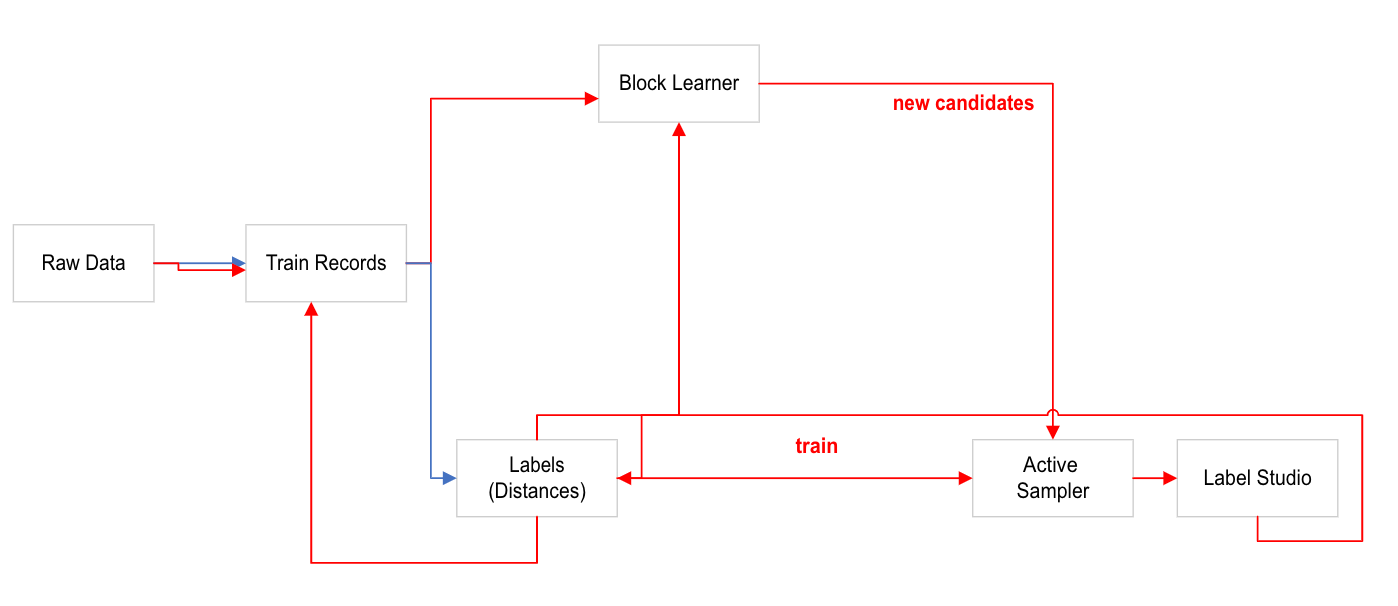 Block Learner
new candidates
Raw Data
Train Records
train
Labels
(Distances)
Active
Sampler
Label Studio